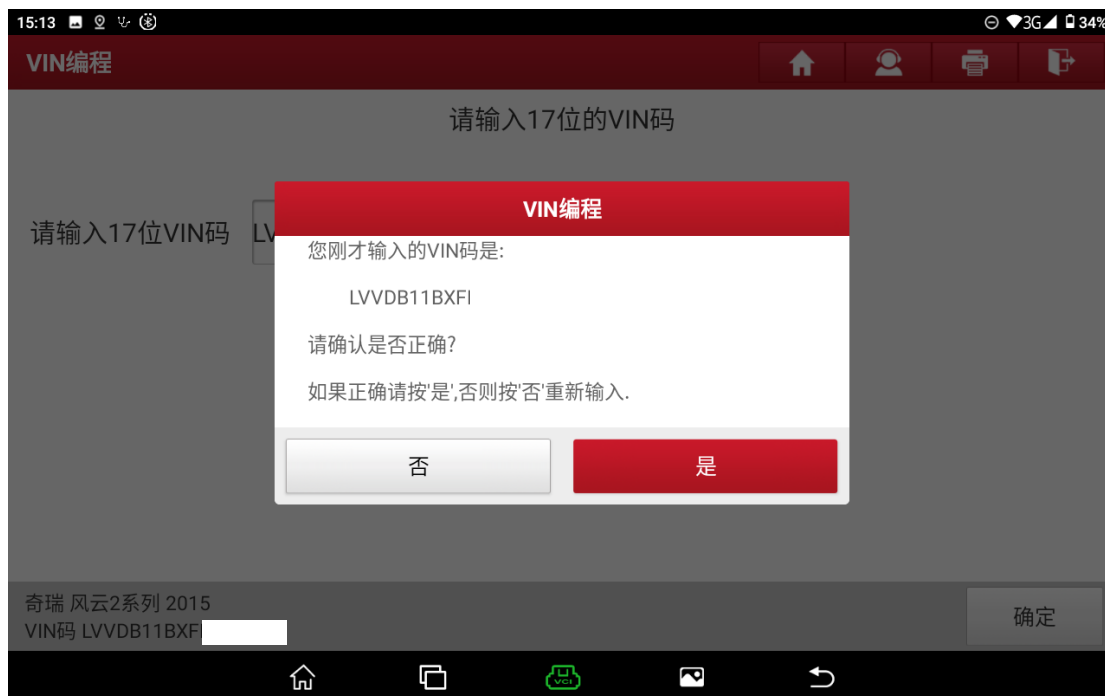 15:13
3G 34%
VIN编程
请输入17位的VIN码
请输入17位VIN码 LV
VIN编程
您刚才输入的VIN码是:
LVVDB11BXF
请确认是否正确?
如果正确请按'是',否则按'否'重新输入.
否
是
奇瑞 风云2系列 2015
VIN码 LVVDB11BXF
确定
VCI